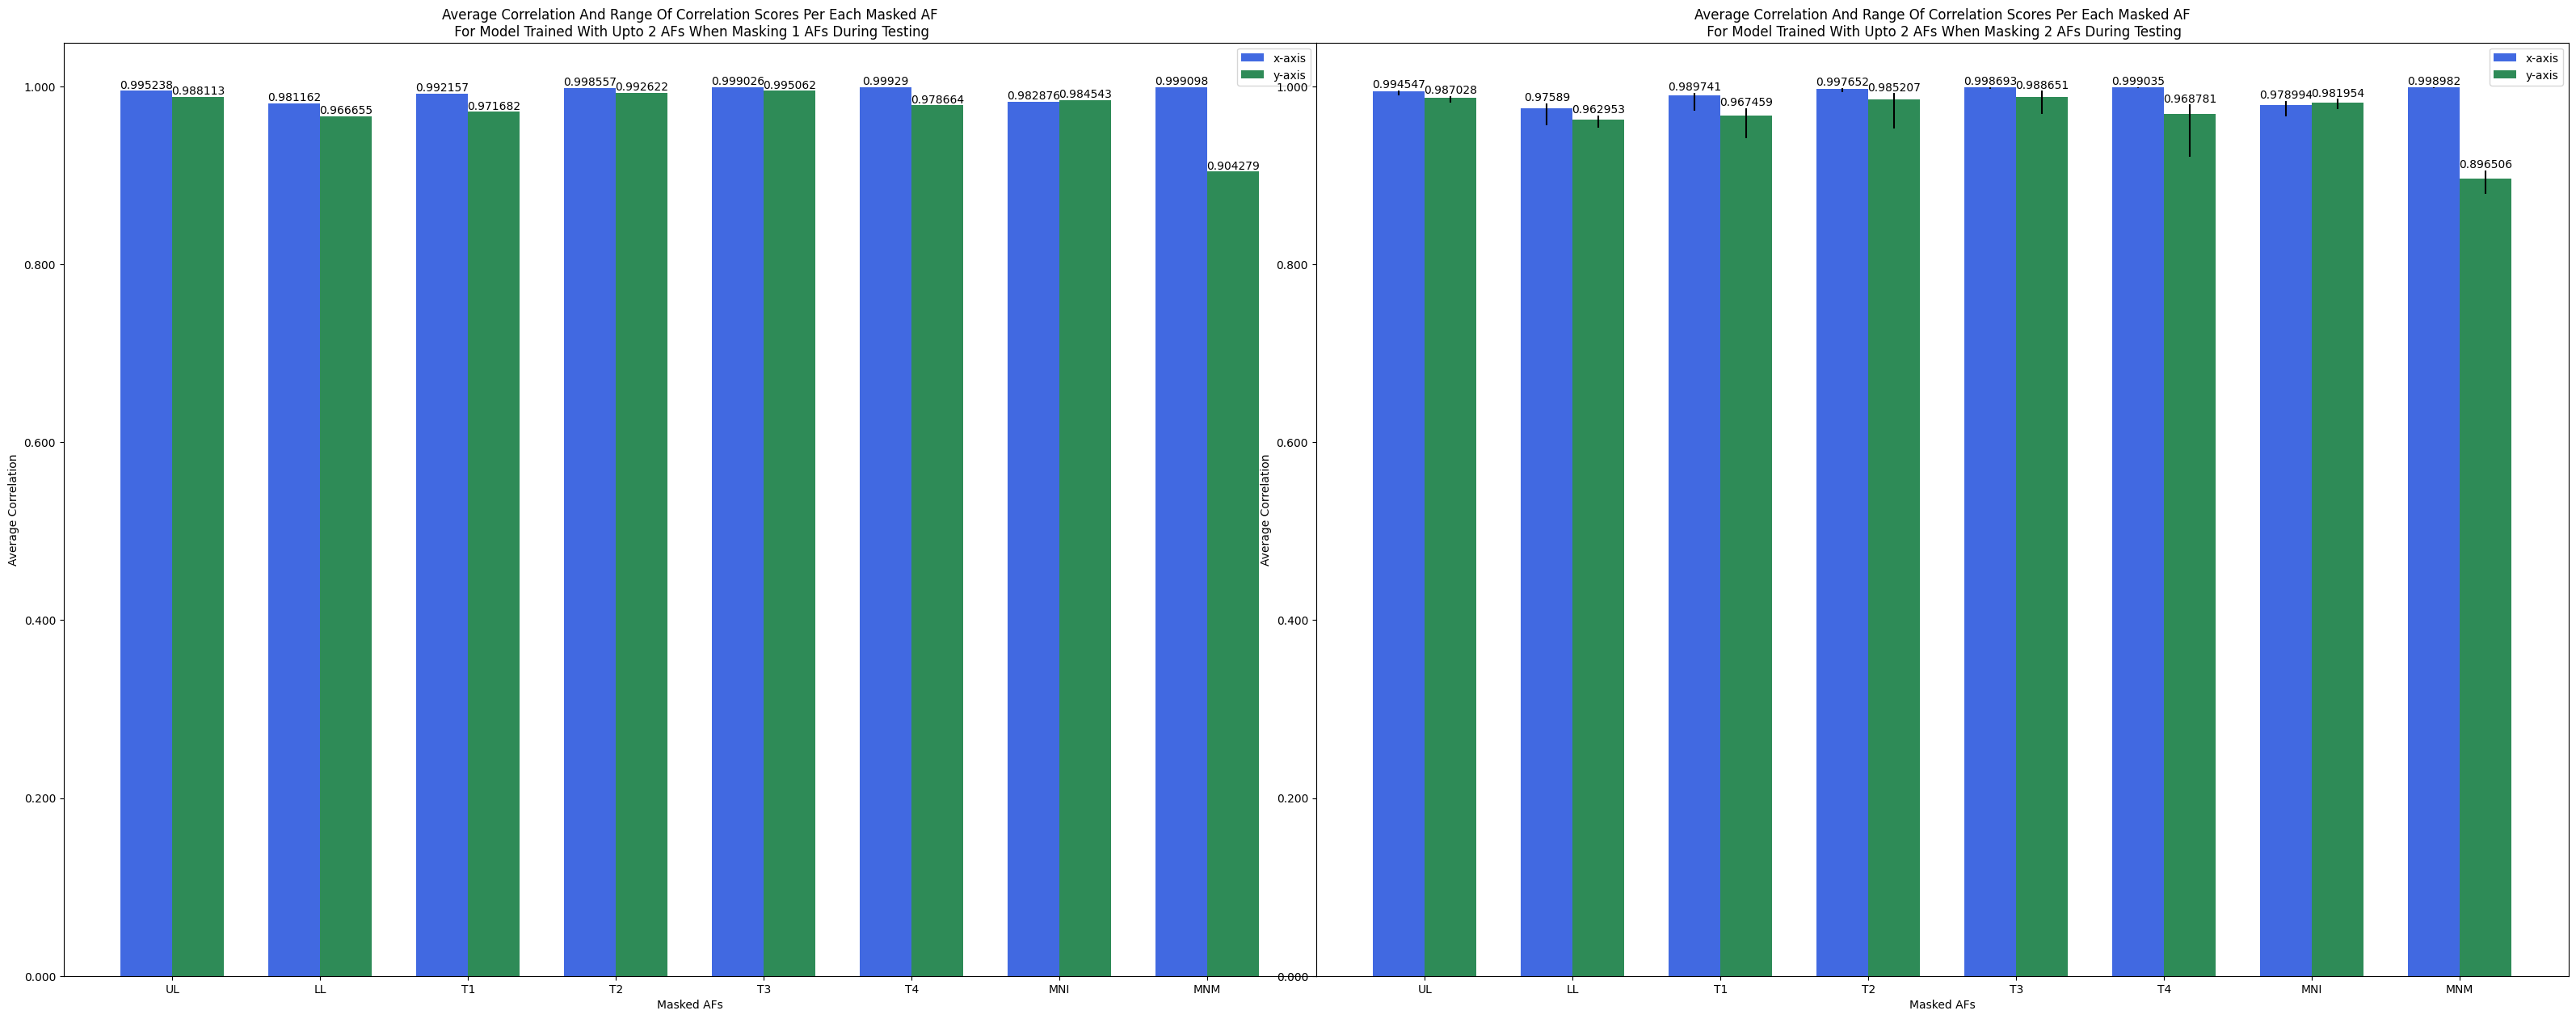 Average Correlation And Range Of Correlation Scores Per Each Masked AF
For Model Trained With Upto 2 AFs When Masking 1 AFs During Testing
x-axis
y-axis
0.995238
0.988113
0.981162
0.966655
0.992157
0.971682
0.998557
0.992622
0.999026
0.995062
0.99929
0.978664
0.982876
0.984543
0.999098
0.904279
1.000
0.800
0.600
0.400
0.200
0.000
Average Correlation
UL
LL
T1
T2
T3
T4
MNI
MNM
Masked AFs
Average Correlation And Range Of Correlation Scores Per Each Masked AF
For Model Trained With Upto 2 AFs When Masking 2 AFs During Testing
x-axis
y-axis
0.994547
0.987028
0.97589
0.962953
0.989741
0.967459
0.997652
0.985207
0.998693
0.988651
0.999035
0.968781
0.978994
0.981954
0.998982
0.896506
1.000
0.800
0.600
0.400
0.200
0.000
Average Correlation
UL
LL
T1
T2
T3
T4
MNI
MNM
Masked AFs